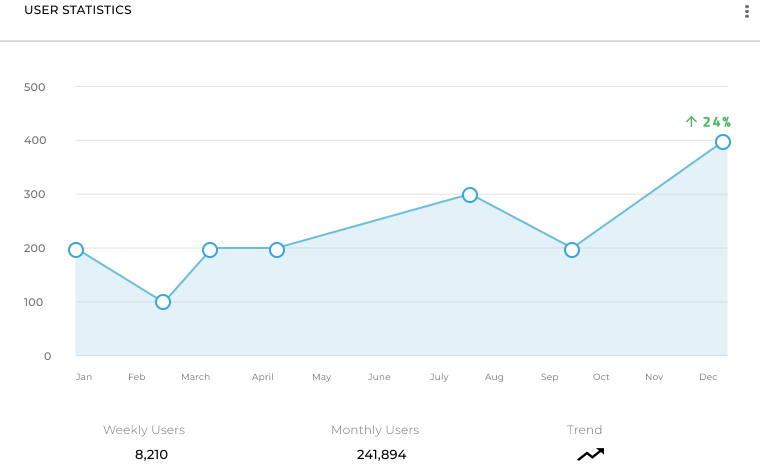 USER STATISTICS
500
↑ 24%
400
300
200
100
0
Jan Feb March April May June July Aug Sep Oct Nov Dec
Weekly Users Monthly Users Trend
8,210 241,894